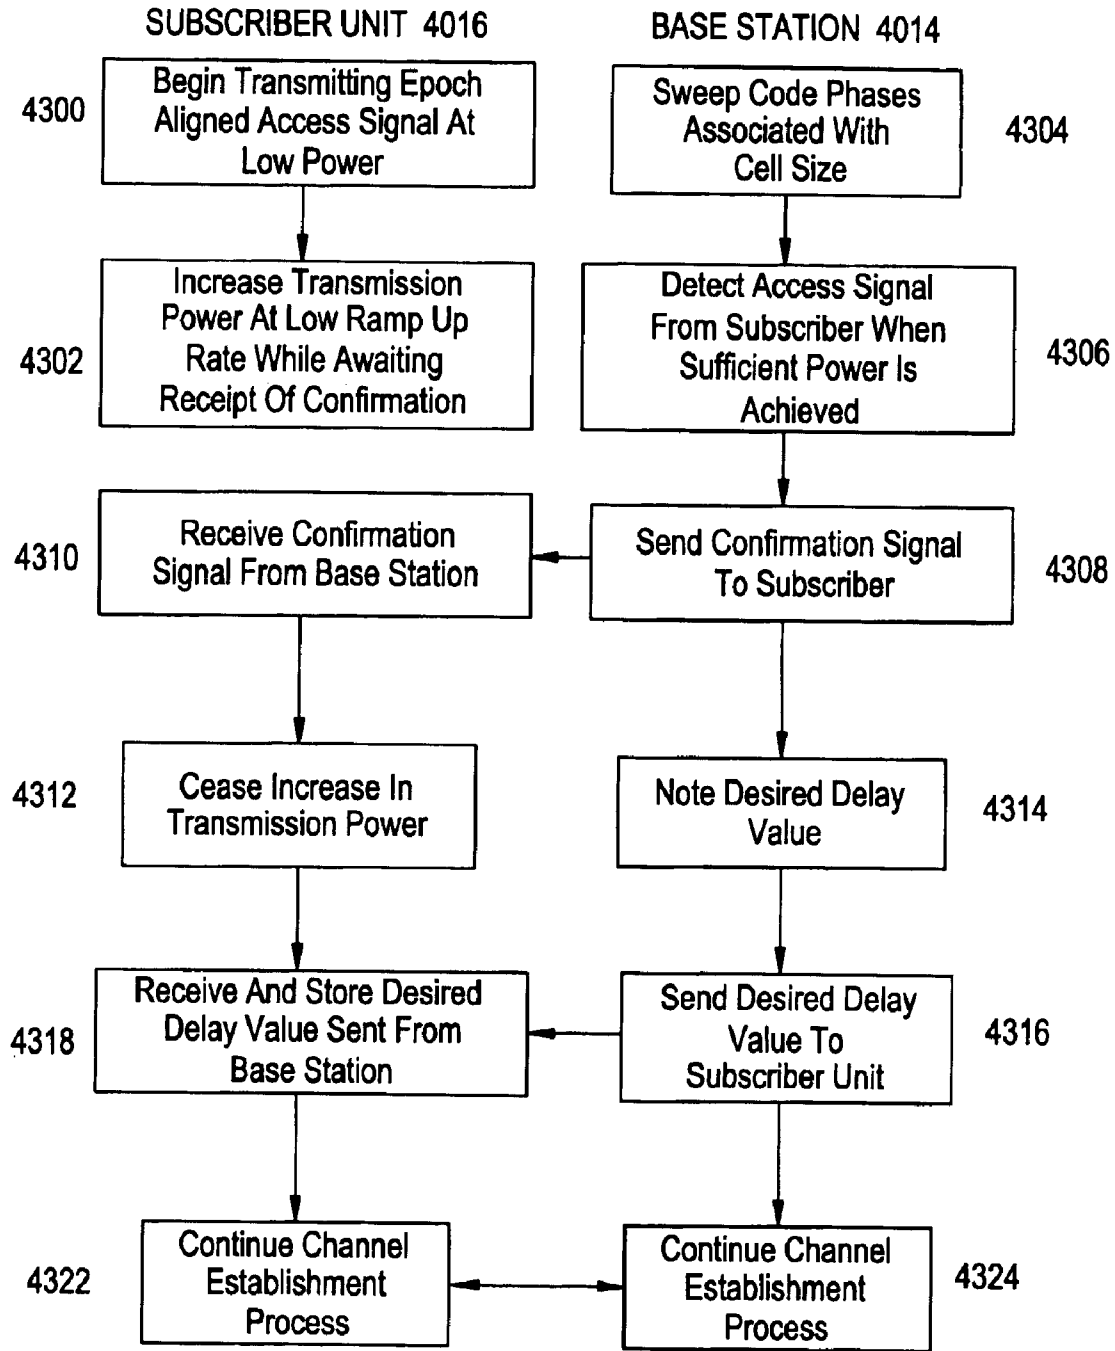 SUBSCRIBER UNIT 4016
BASE STATION 4014
4300
Begin Transmitting Epoch
Aligned Access Signal At
Low Power
Sweep Code Phases
Associated With
Cell Size
4304
4302
Increase Transmission
Power At Low Ramp Up
Rate While Awaiting
Receipt Of Confirmation
Detect Access Signal
From Subscriber When
Sufficient Power Is
Achieved
4306
4310
Receive Confirmation
Signal From Base Station
Send Confirmation Signal
To Subscriber
4308
4312
Cease Increase In
Transmission Power
Note Desired Delay
Value
4314
4318
Receive And Store Desired
Delay Value Sent From
Base Station
Send Desired Delay
Value To
Subscriber Unit
4316
4322
Continue Channel
Establishment
Process
Continue Channel
Establishment
Process
4324